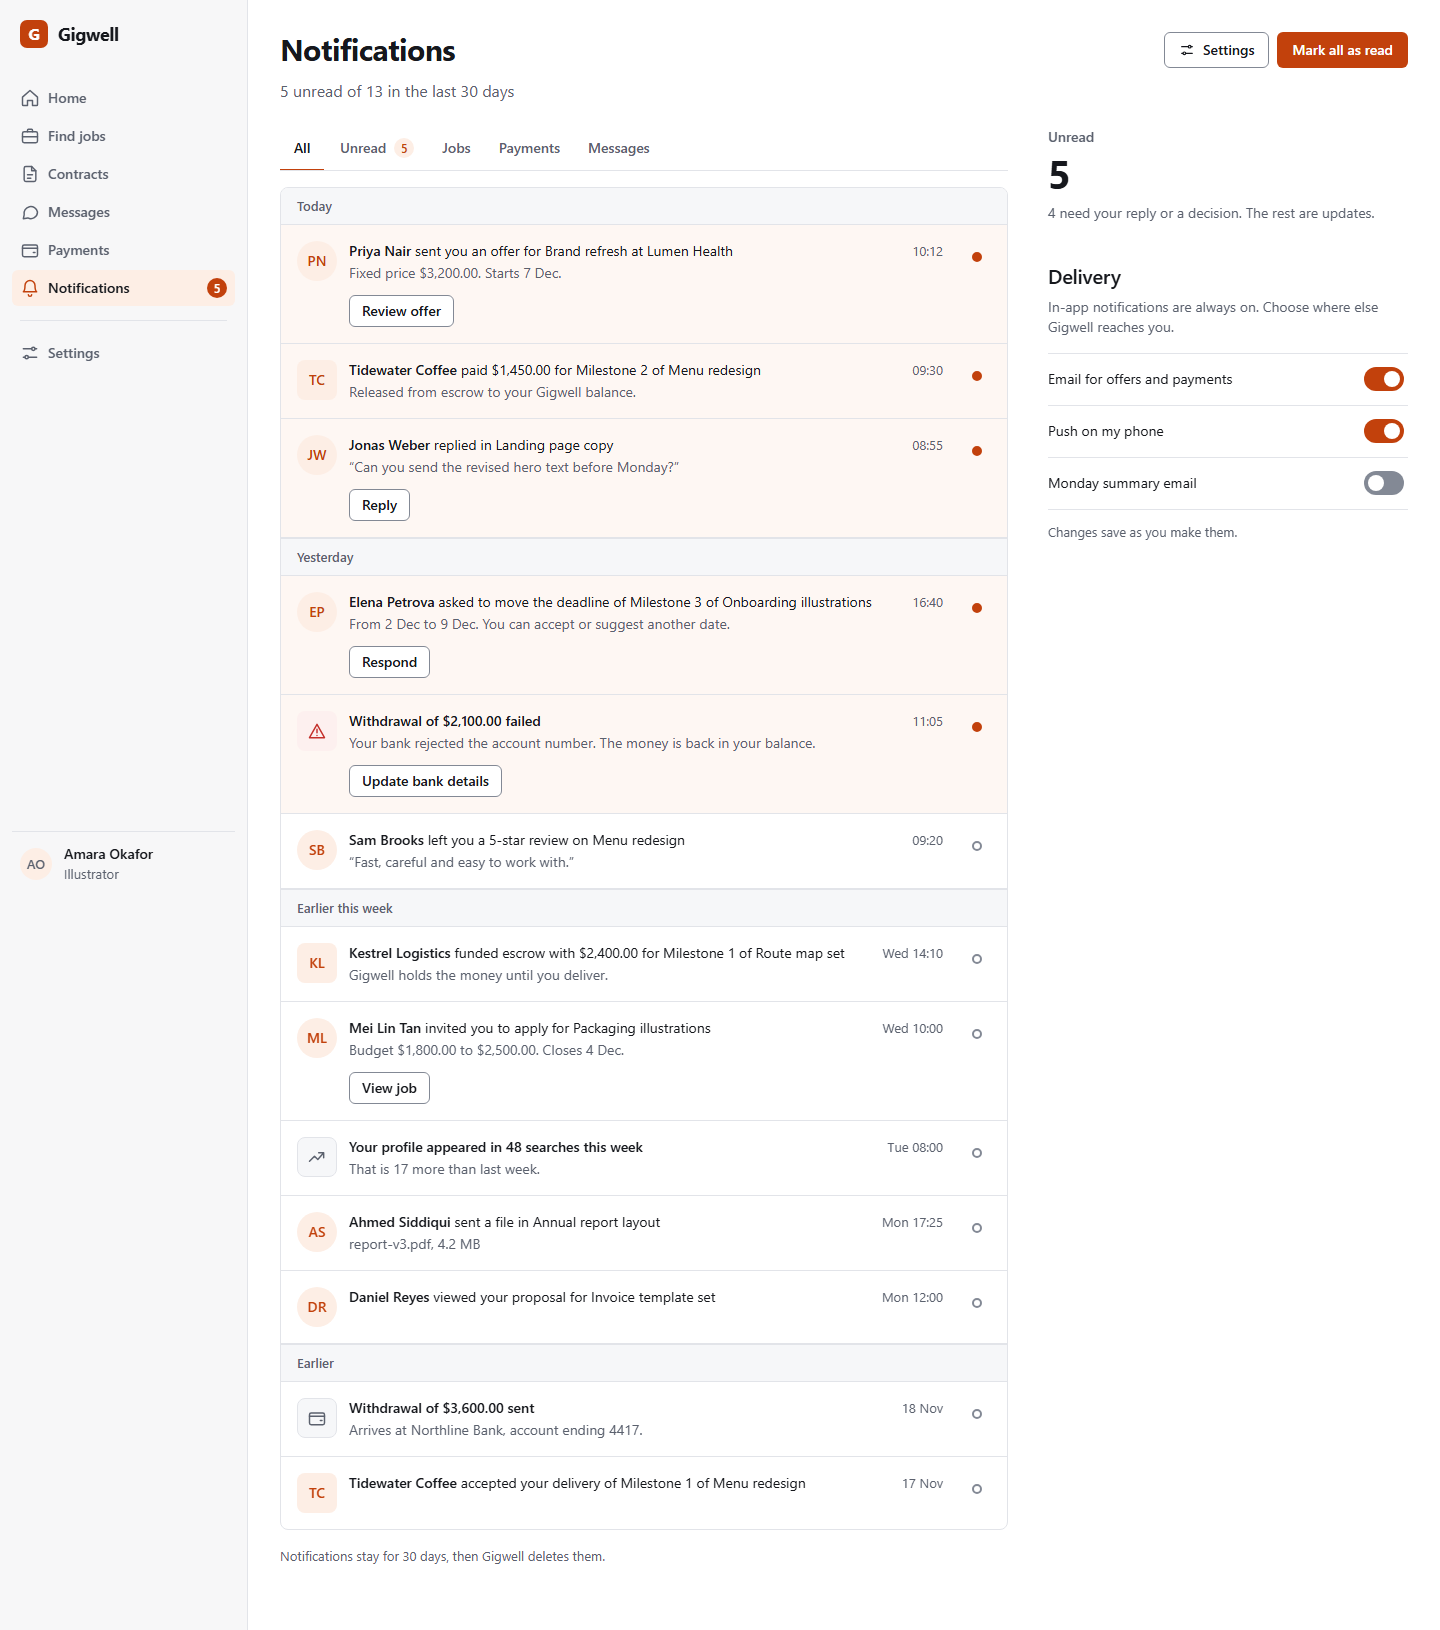 G Gigwell
Home
Find jobs
Contracts
Messages
Payments
Notifications 5
Settings
AO
Amara Okafor
Illustrator
Notifications
5 unread of 13 in the last 30 days
Settings
Mark all as read
All
Unread 5
Jobs
Payments
Messages
Today
PN
Priya Nair sent you an offer for Brand refresh at Lumen Health 10:12
Fixed price $3,200.00. Starts 7 Dec.
Review offer
TC
Tidewater Coffee paid $1,450.00 for Milestone 2 of Menu redesign 09:30
Released from escrow to your Gigwell balance.
JW
Jonas Weber replied in Landing page copy 08:55
“Can you send the revised hero text before Monday?”
Reply
Yesterday
EP
Elena Petrova asked to move the deadline of Milestone 3 of Onboarding illustrations 16:40
From 2 Dec to 9 Dec. You can accept or suggest another date.
Respond
Withdrawal of $2,100.00 failed 11:05
Your bank rejected the account number. The money is back in your balance.
Update bank details
SB
Sam Brooks left you a 5-star review on Menu redesign 09:20
“Fast, careful and easy to work with.”
Earlier this week
KL
Kestrel Logistics funded escrow with $2,400.00 for Milestone 1 of Route map set Wed 14:10
Gigwell holds the money until you deliver.
ML
Mei Lin Tan invited you to apply for Packaging illustrations Wed 10:00
Budget $1,800.00 to $2,500.00. Closes 4 Dec.
View job
Your profile appeared in 48 searches this week Tue 08:00
That is 17 more than last week.
AS
Ahmed Siddiqui sent a file in Annual report layout Mon 17:25
report-v3.pdf, 4.2 MB
DR
Daniel Reyes viewed your proposal for Invoice template set Mon 12:00
Earlier
Withdrawal of $3,600.00 sent 18 Nov
Arrives at Northline Bank, account ending 4417.
TC
Tidewater Coffee accepted your delivery of Milestone 1 of Menu redesign 17 Nov
Notifications stay for 30 days, then Gigwell deletes them.
Unread
5
4 need your reply or a decision. The rest are updates.
Delivery
In-app notifications are always on. Choose where else
Gigwell reaches you.
Email for offers and payments
Push on my phone
Monday summary email
Changes save as you make them.